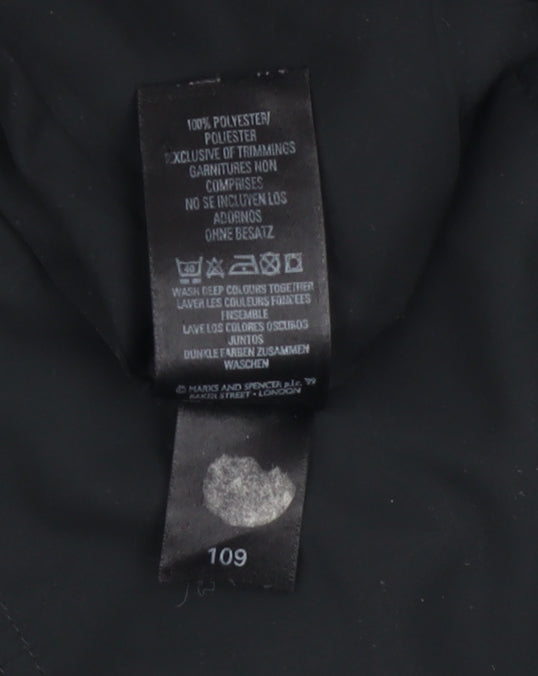 100% POLYESTER/
POLIESTER
EXCLUSIVE OF TRIMMINGS
GARNITURES NON
COMPRISES
NO SE INCLUYEN LOS
ADORNOS
OHNE BESATZ
40
WASH DEEP COLOURS TOGETHER
LAVER LES COULEURS FONCEES
ENSEMBLE
LAVE LOS COLORES OSCUROS
JUNTOS
DUNKLE FARBEN ZUSAMMEN
WASCHEN
© MARKS AND SPENCER p.l.c. '99
BAKER STREET • LONDON
109